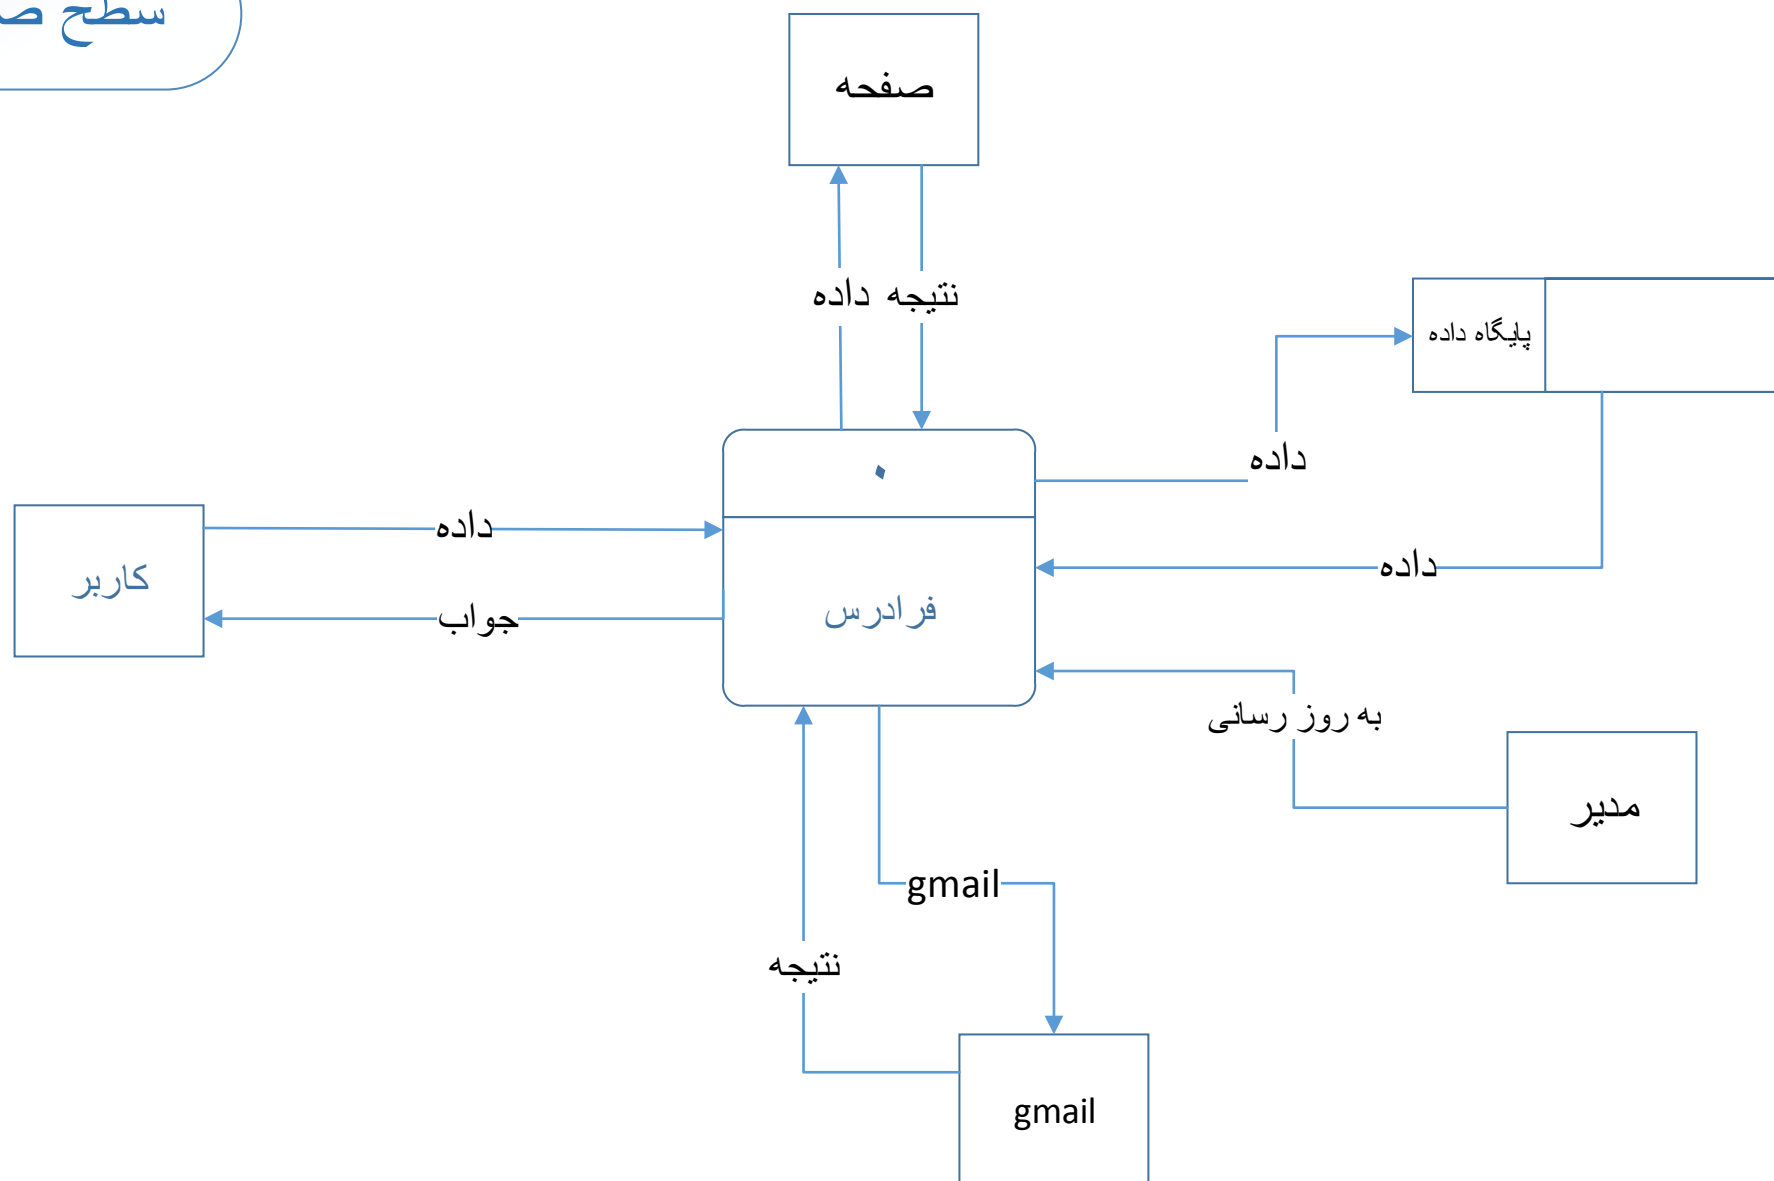 سطح
صفحه
نتیجه
داده
پایگاه داده
داده
۰
داده
کاربر
داده
فرادرس
جواب
به روز رسانی
مدیر
gmail
نتیجه
gmail